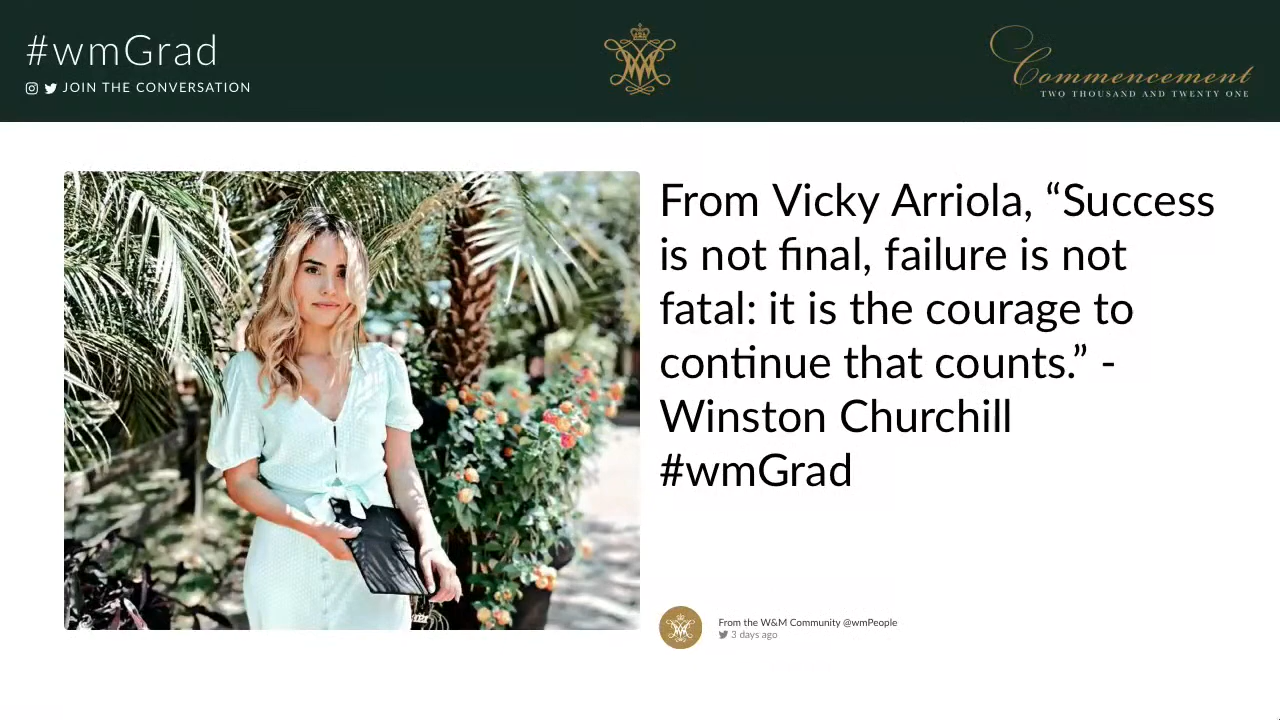 #wmGrad
JOIN THE CONVERSATION
Commencement
TWO THOUSAND AND TWENTY ONE
From Vicky Arriola, “Success
is not final, failure is not
fatal: it is the courage to
continue that counts.” -
Winston Churchill
#wmGrad
From the W&M Community @wmPeople
3 days ago